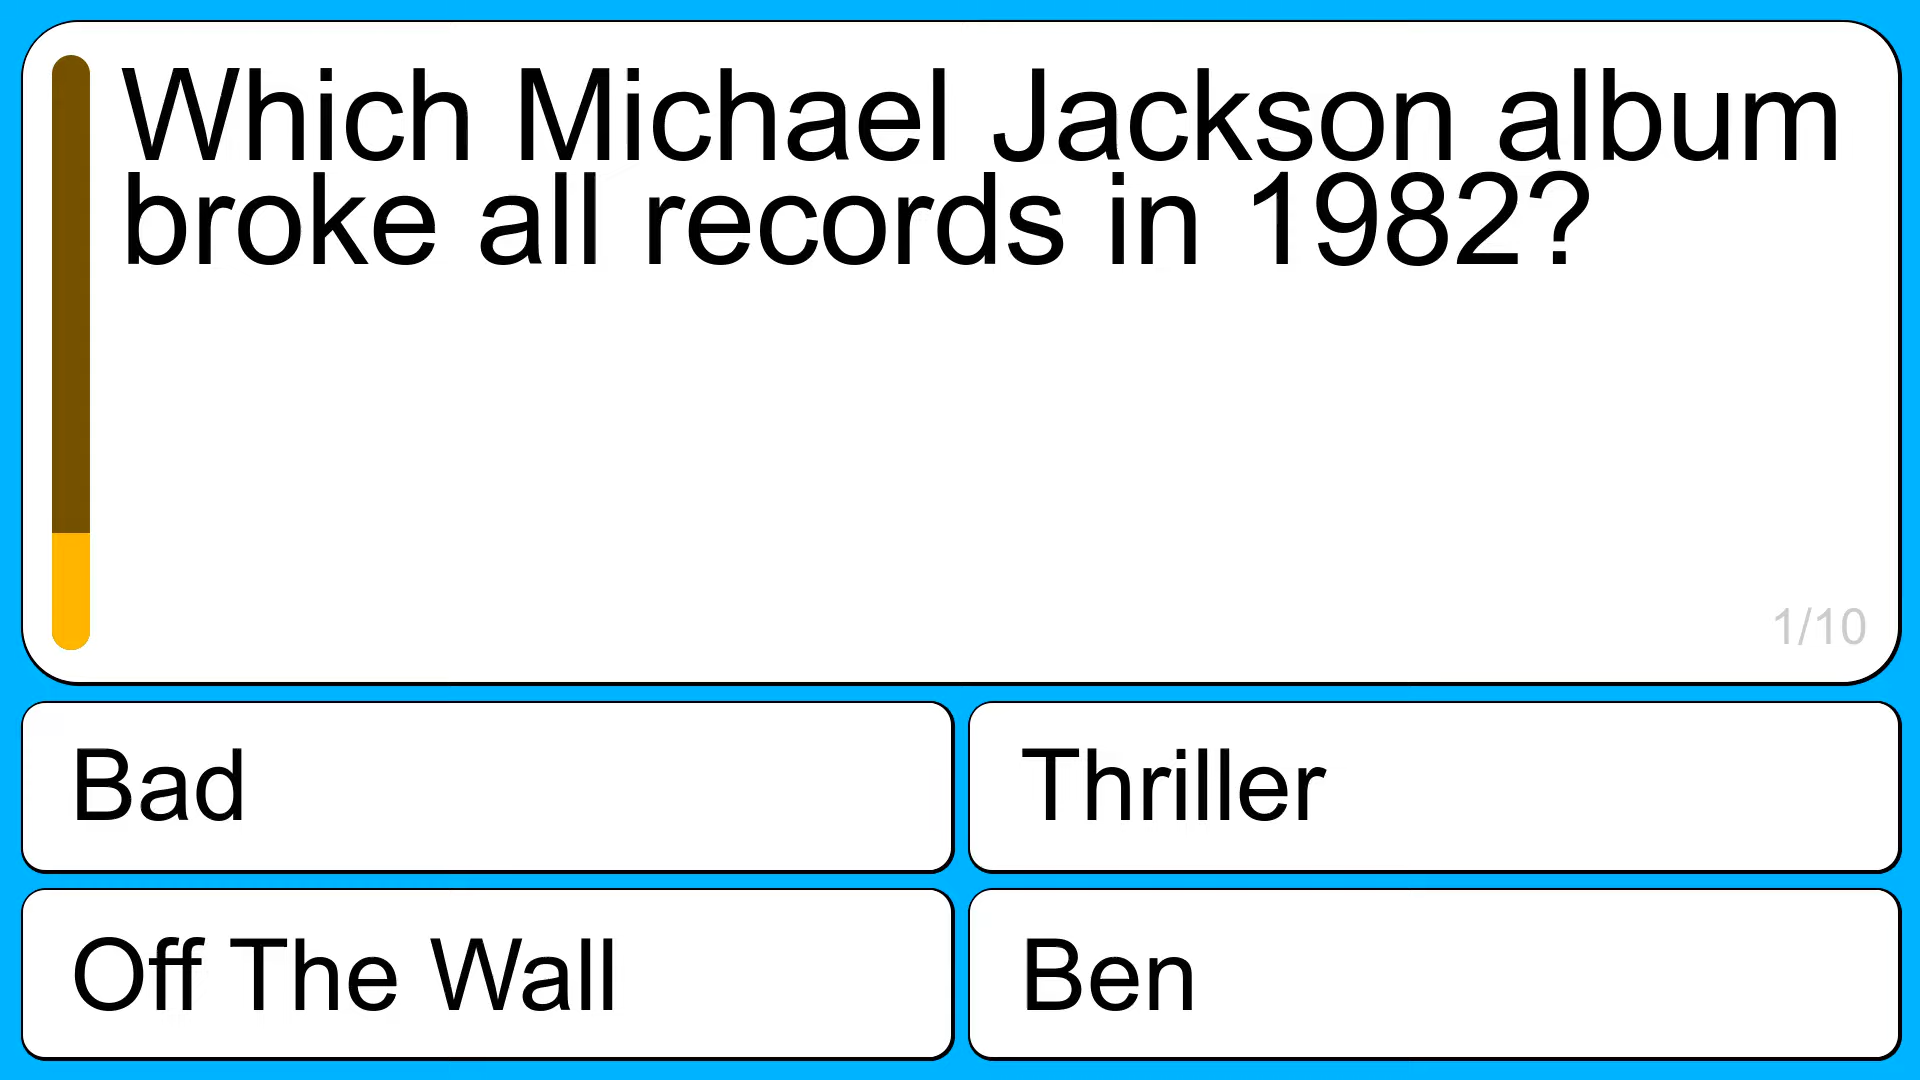 Which Michael Jackson album
broke all records in 1982?
1/10
Bad
Thriller
Off The Wall
Ben